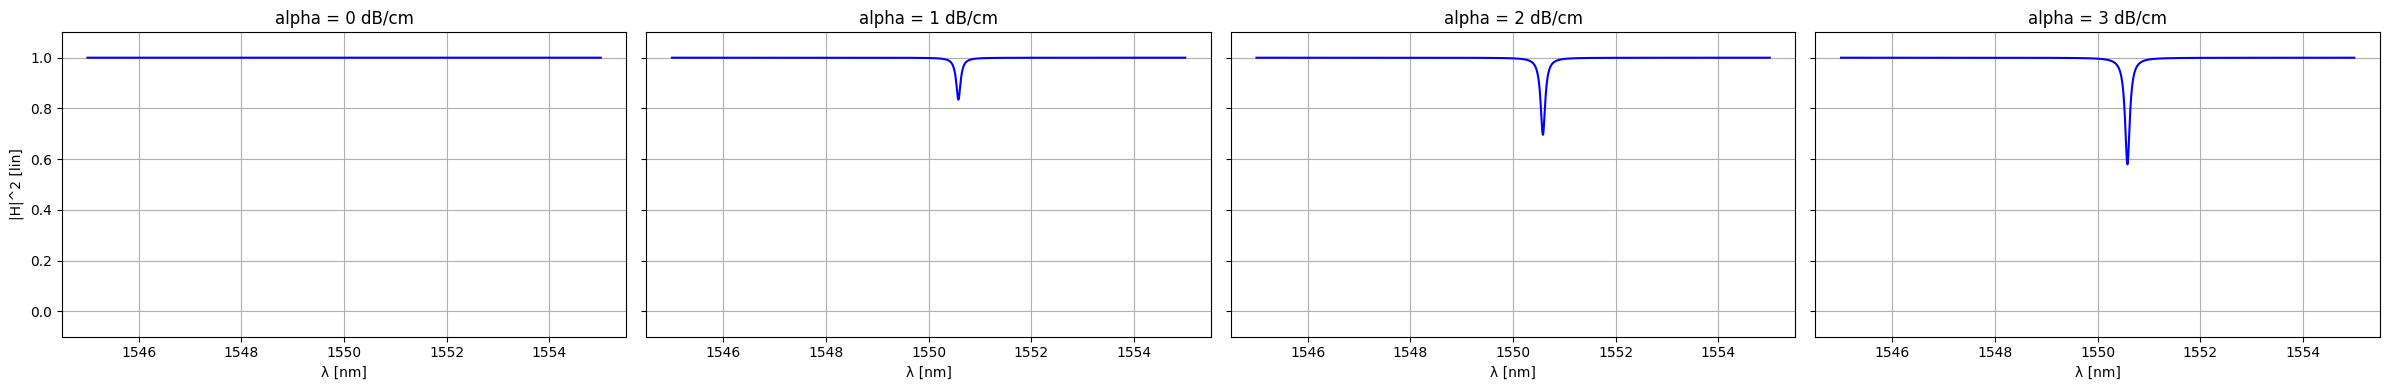 alpha = 0 dB/cm
alpha = 1 dB/cm
alpha = 2 dB/cm
alpha = 3 dB/cm
|H|^2 [lin]
1.0
0.8
0.6
0.4
0.2
0.0
1546 1548 1550 1552 1554
1546 1548 1550 1552 1554
1546 1548 1550 1552 1554
1546 1548 1550 1552 1554
λ [nm]
λ [nm]
λ [nm]
λ [nm]